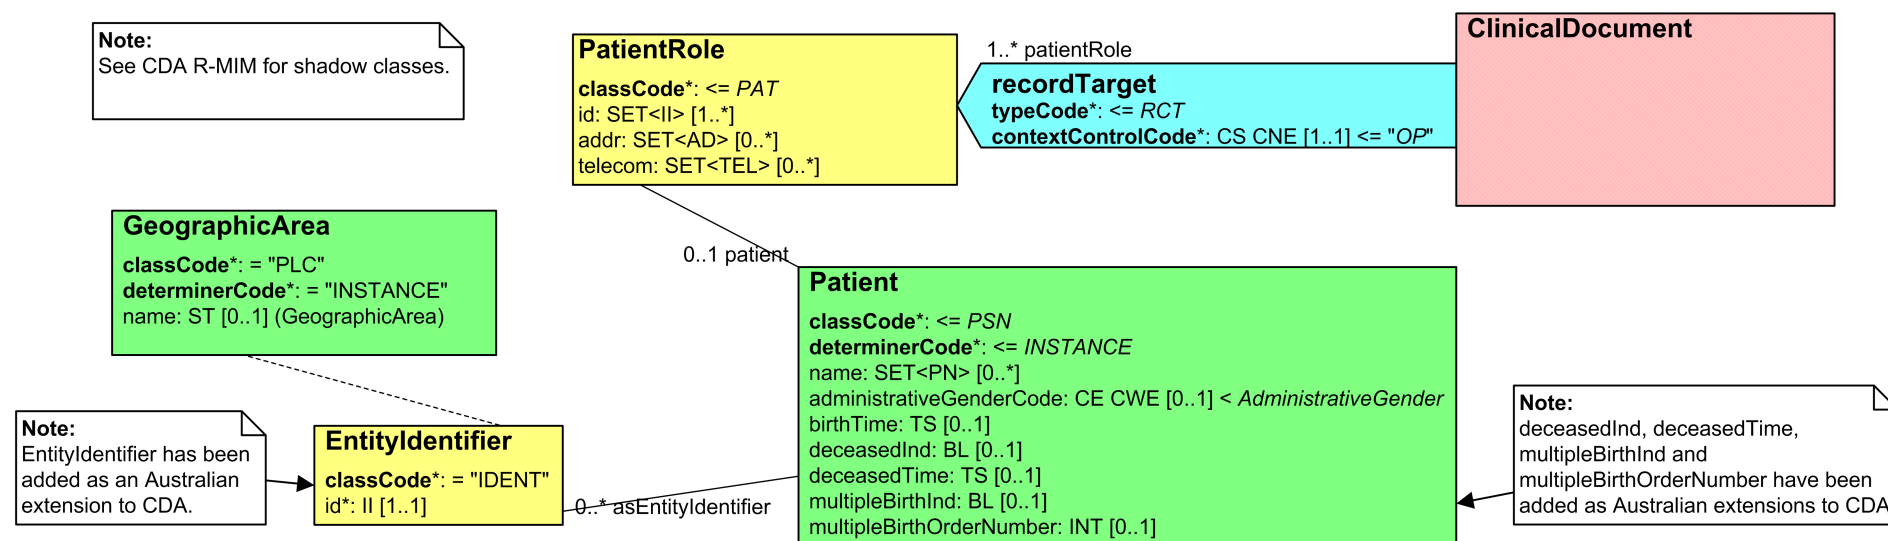 Note:
See CDA R-MIM for shadow classes.
PatientRole
classCode*: <= PAT
id: SET<II> [1..*]
addr: SET<AD> [0..*]
telecom: SET<TEL> [0..*]
1..* patientRole
recordTarget
typeCode*: <= RCT
contextControlCode*: CS CNE [1..1] <= "OP"
ClinicalDocument
GeographicArea
classCode*: = "PLC"
determinerCode*: = "INSTANCE"
name: ST [0..1] (GeographicArea)
0..1 patient
Patient
classCode*: <= PSN
determinerCode*: <= INSTANCE
name: SET<PN> [0..*]
administrativeGenderCode: CE CWE [0..1] < AdministrativeGender
birthTime: TS [0..1]
deceasedInd: BL [0..1]
deceasedTime: TS [0..1]
multipleBirthInd: BL [0..1]
multipleBirthOrderNumber: INT [0..1]
Note:
EntityIdentifier has been
added as an Australian
extension to CDA.
EntityIdentifier
classCode*: = "IDENT"
id*: II [1..1]
0..* asEntityIdentifier
Note:
deceasedInd, deceasedTime,
multipleBirthInd and
multipleBirthOrderNumber have been
added as Australian extensions to CDA